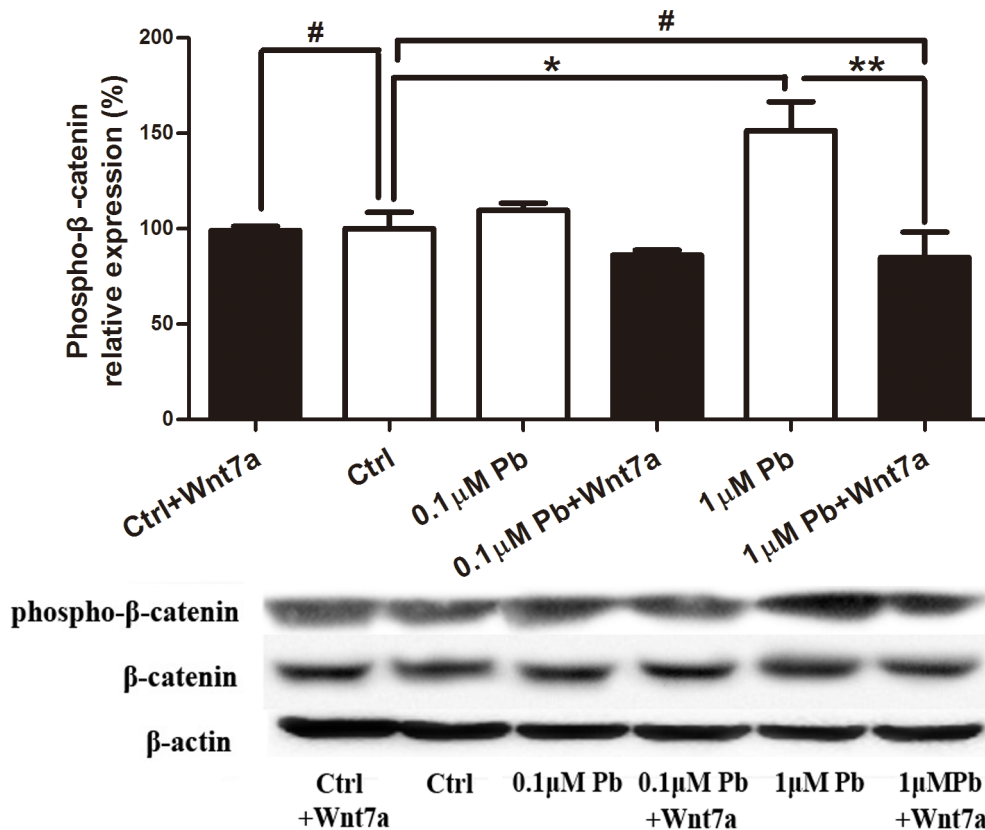 #
#
*
**
Phospho-β -catenin
relative expression (%)
200
150
100
50
0
Ctrl+Wnt7a
Ctrl
0.1μM Pb
0.1μM Pb+Wnt7a
1μM Pb
1μM Pb+Wnt7a
phospho-β-catenin
β-catenin
β-actin
Ctrl
+Wnt7a
Ctrl
0.1μM Pb
0.1μM Pb
+Wnt7a
1μM Pb
1μMPb
+Wnt7a